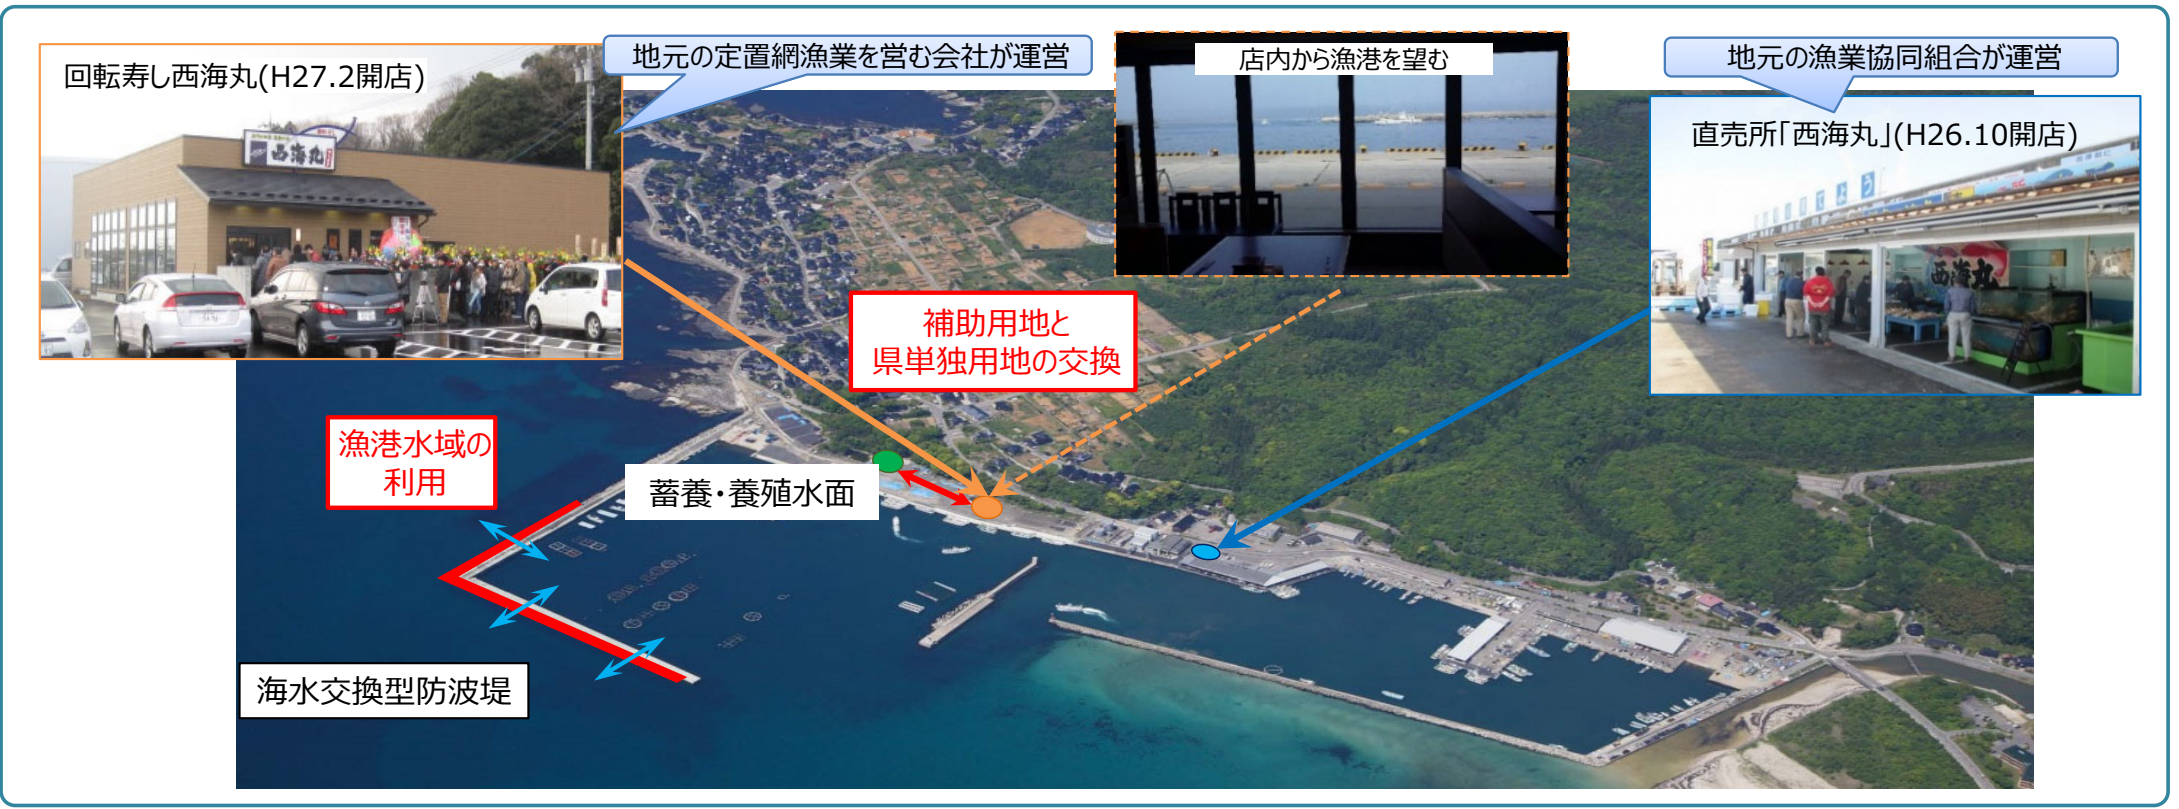 地元の定置網漁業を営む会社が運営
回転寿し西海丸(H27.2開店)
西海丸
店内から漁港を望む
地元の漁業協同組合が運営
直売所「西海丸」(H26.10開店)
西海丸
補助用地と
県単独用地の交換
漁港水域の
利用
蓄養・養殖水面
海水交換型防波堤